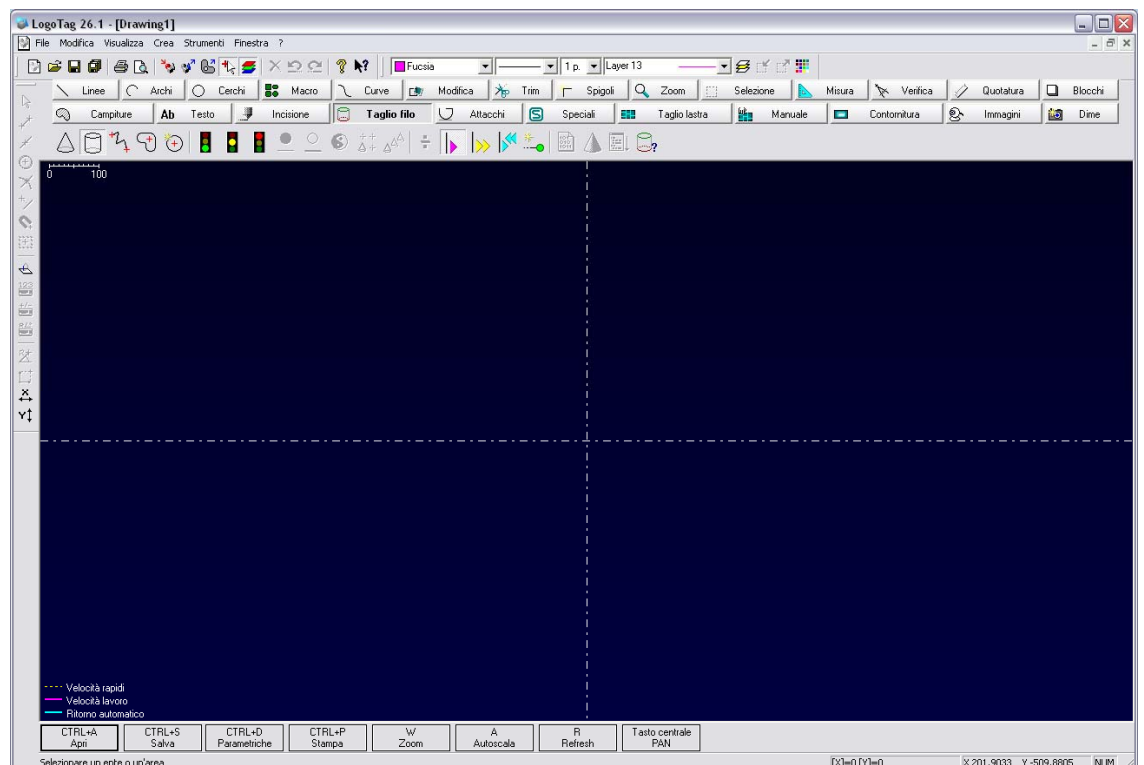 LogoTag 26.1 - [Drawing1]
File Modifica Visualizza Crea Strumenti Finestra ?
Fucsia 1 p. Layer 13
Linee Archi Cerchi Macro Curve Modifica Trim Spigoli Zoom Selezione Misura Verifica Quotatura Blocchi
Campiture Ab Testo Incisione Taglio filo Attacchi Speciali Taglio lastra Manuale Contornitura Immagini Dime
0 100
123
Velocità rapidi
Velocità lavoro
Ritorno automatico
CTRL+A CTRL+S CTRL+D CTRL+P W A R Tasto centrale
Apri Salva Parametriche Stampa Zoom Autoscala Refresh PAN
Selezionare un ente o un'area [X]=0 [Y]=0 X 201.9033 Y -509.8805 NUM